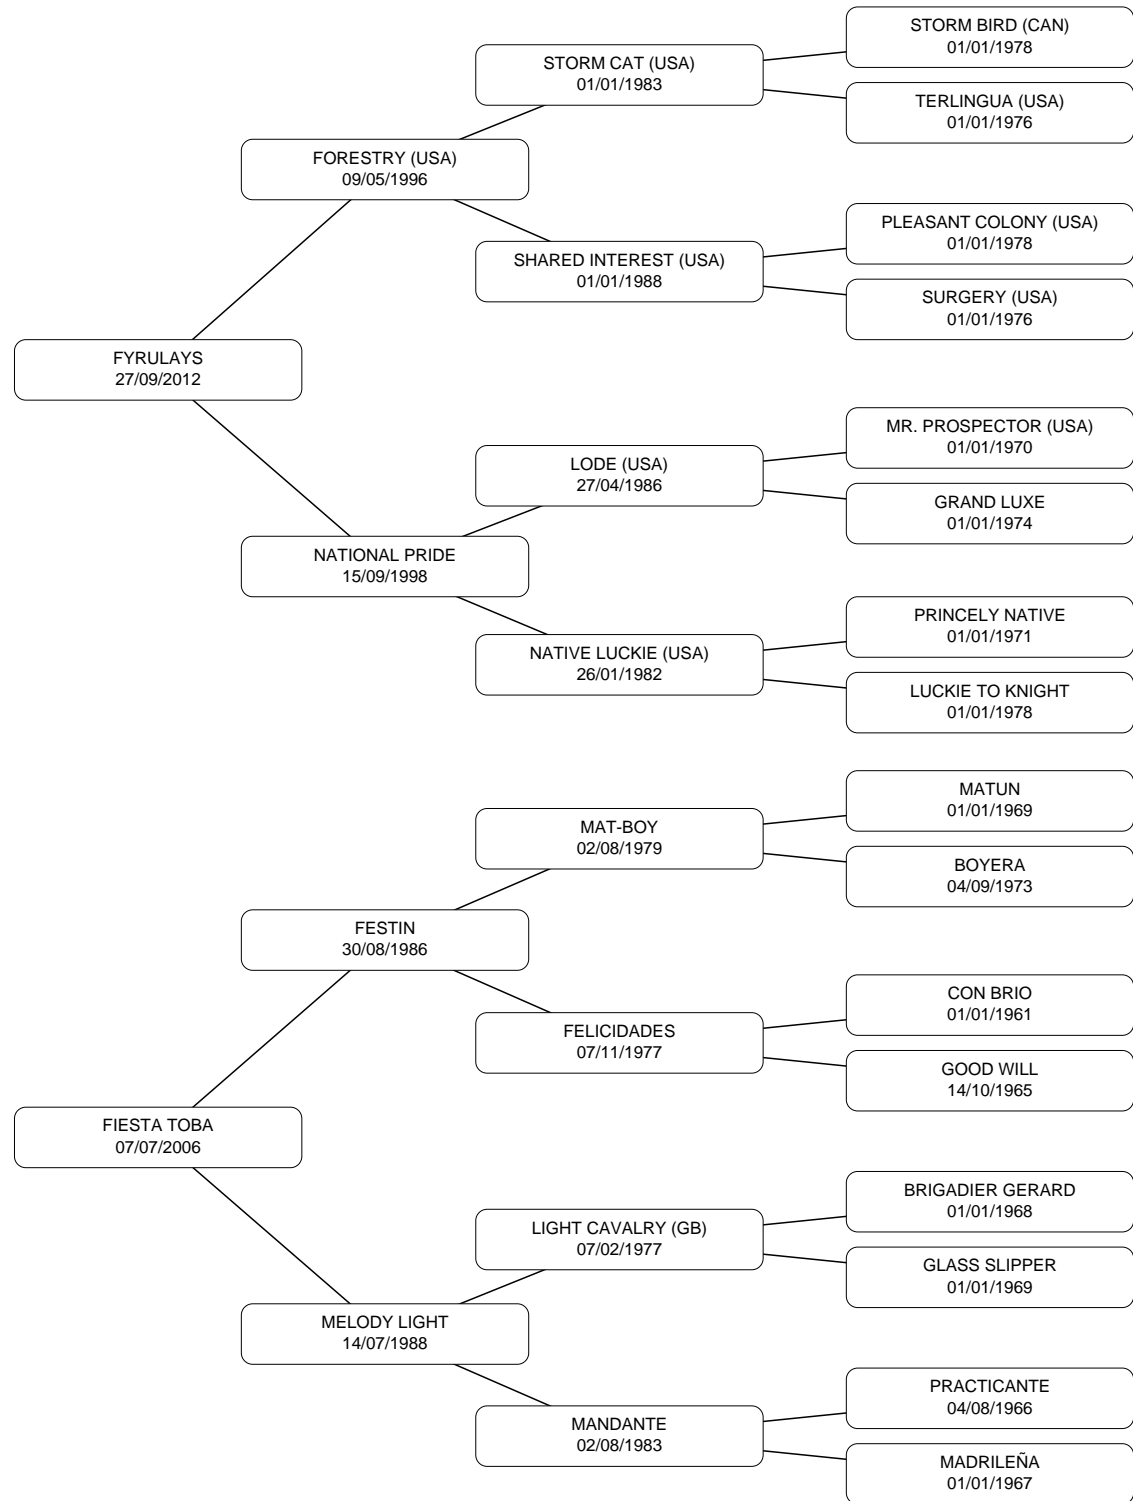 STORM BIRD (CAN)
01/01/1978
STORM CAT (USA)
01/01/1983
TERLINGUA (USA)
01/01/1976
FORESTRY (USA)
09/05/1996
PLEASANT COLONY (USA)
01/01/1978
SHARED INTEREST (USA)
01/01/1988
SURGERY (USA)
01/01/1976
FYRULAYS
27/09/2012
MR. PROSPECTOR (USA)
01/01/1970
LODE (USA)
27/04/1986
GRAND LUXE
01/01/1974
NATIONAL PRIDE
15/09/1998
PRINCELY NATIVE
01/01/1971
NATIVE LUCKIE (USA)
26/01/1982
LUCKIE TO KNIGHT
01/01/1978
MATUN
01/01/1969
MAT-BOY
02/08/1979
BOYERA
04/09/1973
FESTIN
30/08/1986
CON BRIO
01/01/1961
FELICIDADES
07/11/1977
GOOD WILL
14/10/1965
FIESTA TOBA
07/07/2006
BRIGADIER GERARD
01/01/1968
LIGHT CAVALRY (GB)
07/02/1977
GLASS SLIPPER
01/01/1969
MELODY LIGHT
14/07/1988
PRACTICANTE
04/08/1966
MANDANTE
02/08/1983
MADRILEÑA
01/01/1967